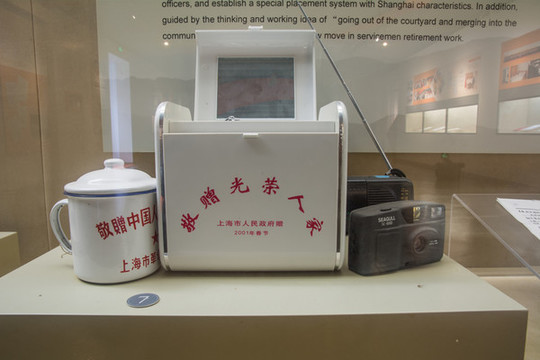 officers, and establish a special placement system with Shanghai characteristics. In addition,
guided by the thinking and working idea of "going out of the courtyard and merging into the
move in servicemen retirement work.
敬赠中国人
上海市
敬赠光荣人家
上海市人民政府赠
2001年春节
SEAGULL
7